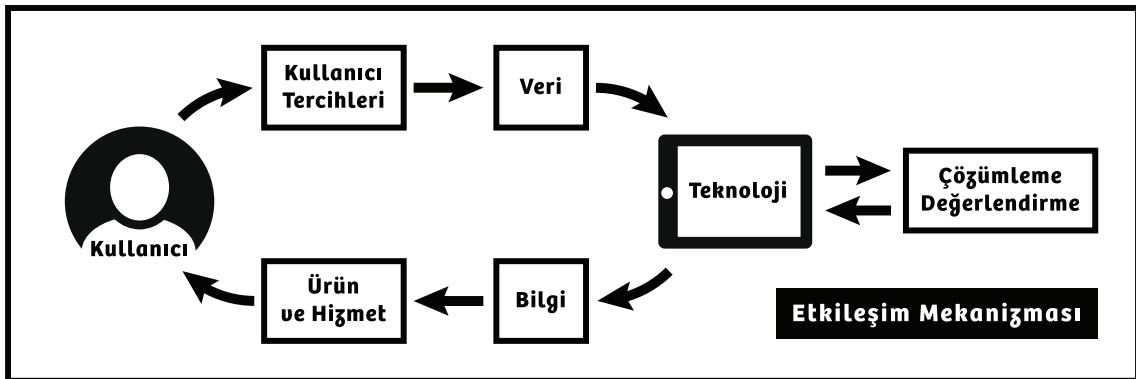 Kullanıcı
Tercihleri
Veri
Teknoloji
Çözümleme
Değerlendirme
Kullanıcı
Ürün
ve Hizmet
Bilgi
Etkileşim Mekanizması